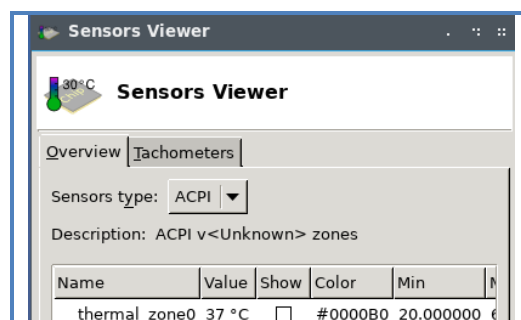 Sensors Viewer
30°C
Sensors Viewer
Overview Tachometers
Sensors type: ACPI
Description: ACPI v<Unknown> zones
Name Value Show Color Min
thermal_zone0 37 °C #0000B0 20.000000